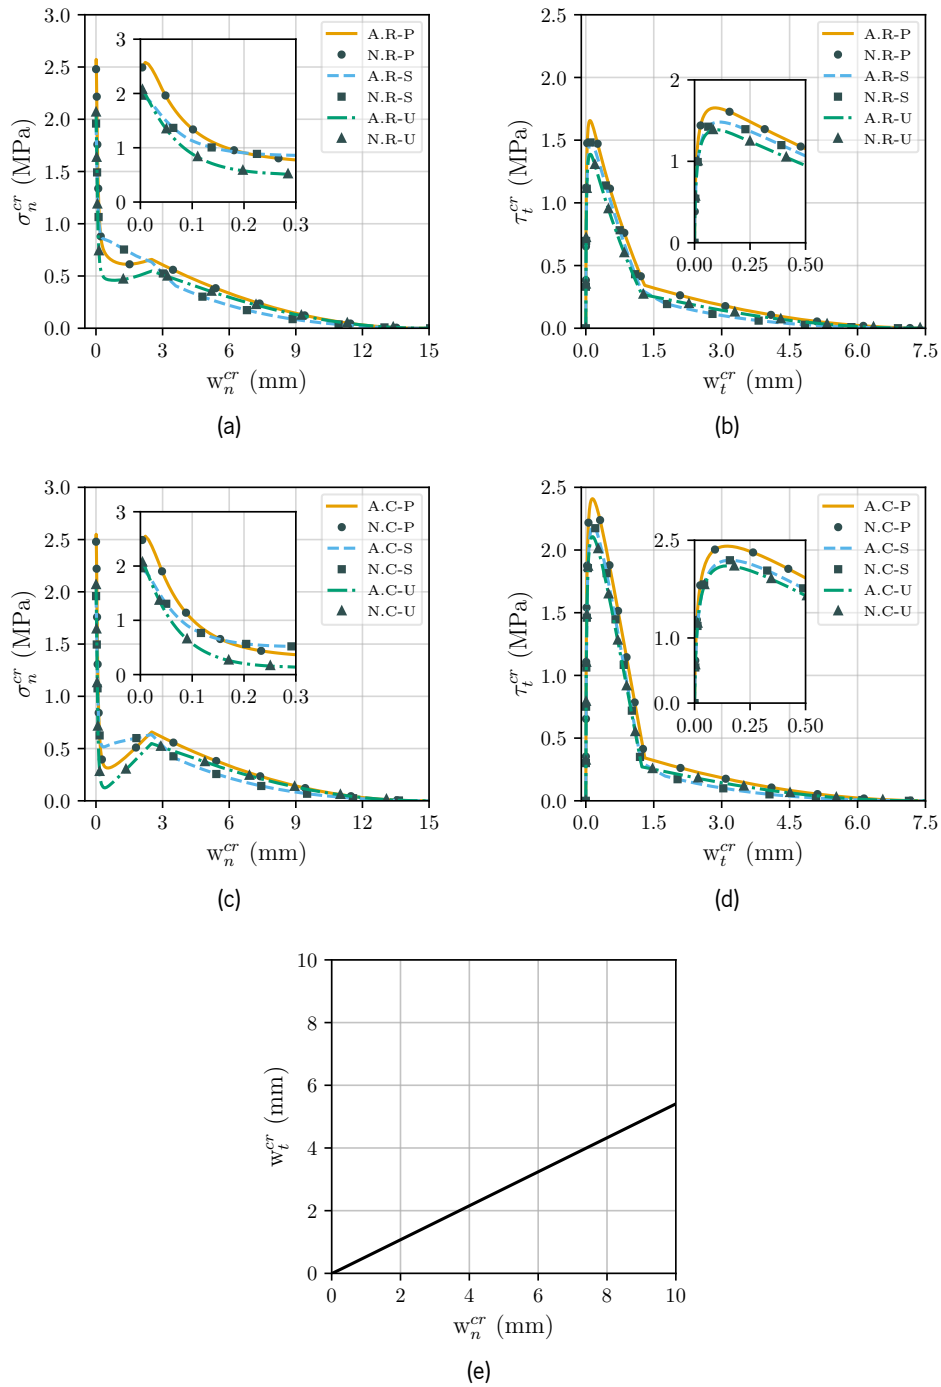 3.0
2.5
2.0
1.5
1.0
0.5
0.0
σ_n^{cr} (MPa)
3
2
1
0
0.0 0.1 0.2 0.3
A.R-P
N.R-P
A.R-S
N.R-S
A.R-U
N.R-U
0 3 6 9 12 15
w_n^{cr} (mm)
(a)
2.5
2.0
1.5
1.0
0.5
0.0
τ_t^{cr} (MPa)
2
1
0
0.00 0.25 0.50
A.R-P
N.R-P
A.R-S
N.R-S
A.R-U
N.R-U
0.0 1.5 3.0 4.5 6.0 7.5
w_t^{cr} (mm)
(b)
3.0
2.5
2.0
1.5
1.0
0.5
0.0
σ_n^{cr} (MPa)
3
2
1
0
0.0 0.1 0.2 0.3
A.C-P
N.C-P
A.C-S
N.C-S
A.C-U
N.C-U
0 3 6 9 12 15
w_n^{cr} (mm)
(c)
2.5
2.0
1.5
1.0
0.5
0.0
τ_t^{cr} (MPa)
2.5
1.0
0.0
0.00 0.25 0.50
A.C-P
N.C-P
A.C-S
N.C-S
A.C-U
N.C-U
0.0 1.5 3.0 4.5 6.0 7.5
w_t^{cr} (mm)
(d)
10
8
6
4
2
0
w_t^{cr} (mm)
0 2 4 6 8 10
w_n^{cr} (mm)
(e)